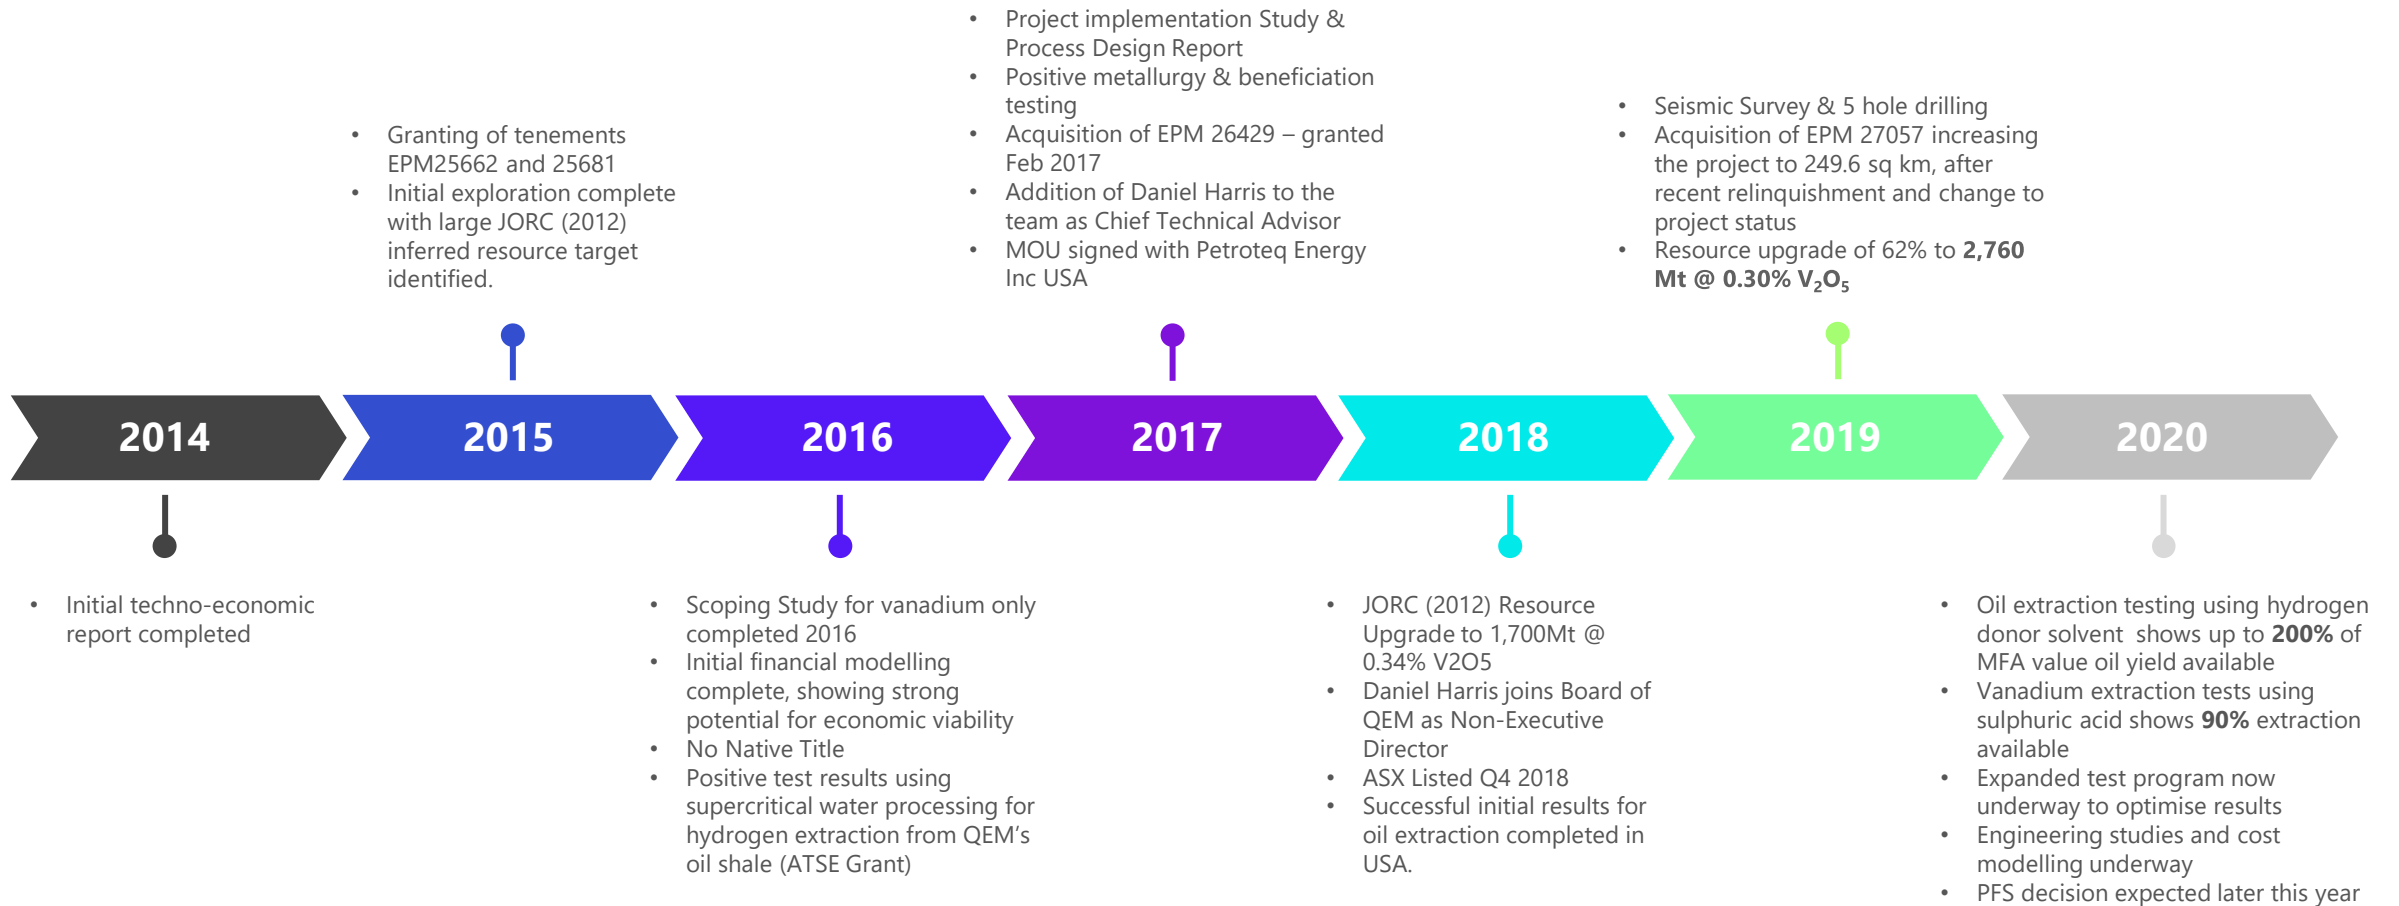 • Granting of tenements
EPM25662 and 25681
• Initial exploration complete
with large JORC (2012)
inferred resource target
identified.
• Project implementation Study &
Process Design Report
• Positive metallurgy & beneficiation
testing
• Acquisition of EPM 26429 – granted
Feb 2017
• Addition of Daniel Harris to the
team as Chief Technical Advisor
• MOU signed with Petroteq Energy
Inc USA
• Seismic Survey & 5 hole drilling
• Acquisition of EPM 27057 increasing
the project to 249.6 sq km, after
recent relinquishment and change to
project status
• Resource upgrade of 62% to 2,760
Mt @ 0.30% V₂O₅
2014
2015
2016
2017
2018
2019
2020
• Initial techno-economic
report completed
• Scoping Study for vanadium only
completed 2016
• Initial financial modelling
complete, showing strong
potential for economic viability
• No Native Title
• Positive test results using
supercritical water processing for
hydrogen extraction from QEM’s
oil shale (ATSE Grant)
• JORC (2012) Resource
Upgrade to 1,700Mt @
0.34% V2O5
• Daniel Harris joins Board of
QEM as Non-Executive
Director
• ASX Listed Q4 2018
• Successful initial results for
oil extraction completed in
USA.
• Oil extraction testing using hydrogen
donor solvent shows up to 200% of
MFA value oil yield available
• Vanadium extraction tests using
sulphuric acid shows 90% extraction
available
• Expanded test program now
underway to optimise results
• Engineering studies and cost
modelling underway
• PFS decision expected later this year